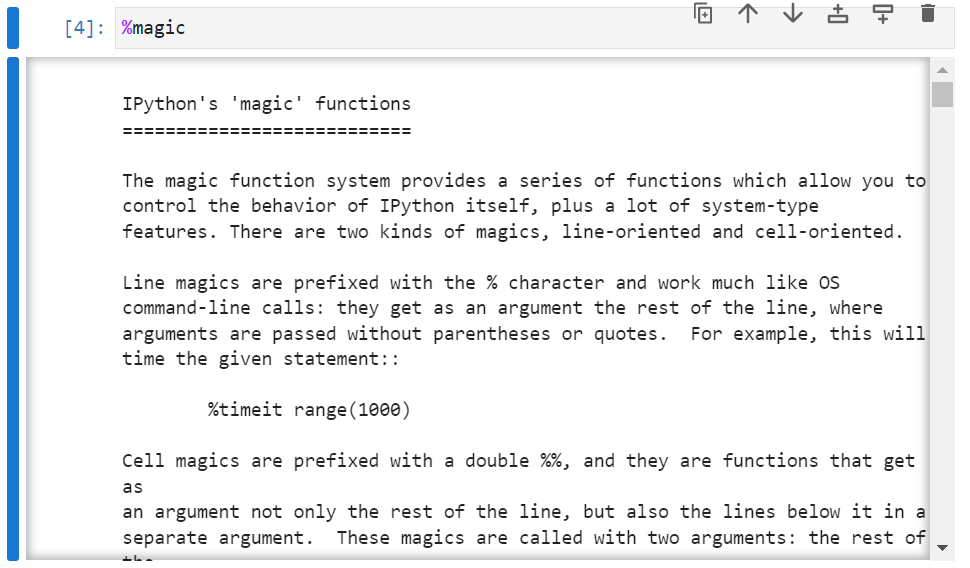 [4]: %magic
IPython's 'magic' functions
===========================
The magic function system provides a series of functions which allow you to
control the behavior of IPython itself, plus a lot of system-type
features. There are two kinds of magics, line-oriented and cell-oriented.
Line magics are prefixed with the % character and work much like OS
command-line calls: they get as an argument the rest of the line, where
arguments are passed without parentheses or quotes.  For example, this will
time the given statement::
        %timeit range(1000)
Cell magics are prefixed with a double %%, and they are functions that get
as
an argument not only the rest of the line, but also the lines below it in a
separate argument.  These magics are called with two arguments: the rest of
the